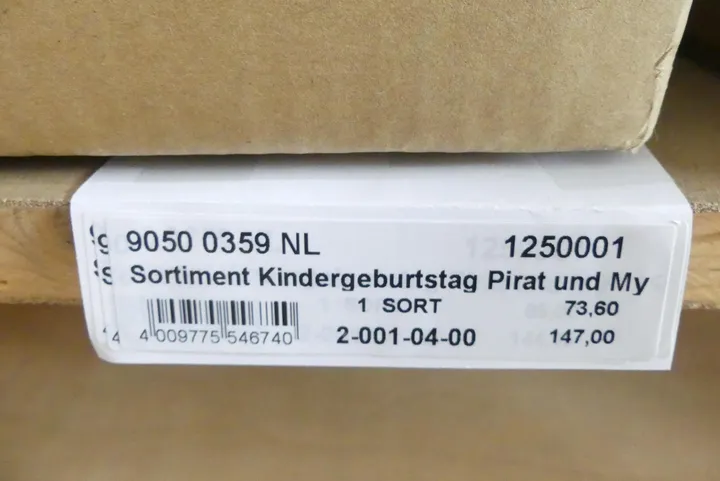 9050 0359 NL 1250001
Sortiment Kindergeburtstag Pirat und My
1 SORT 73,60
4 009775 546740 2-001-04-00 147,00